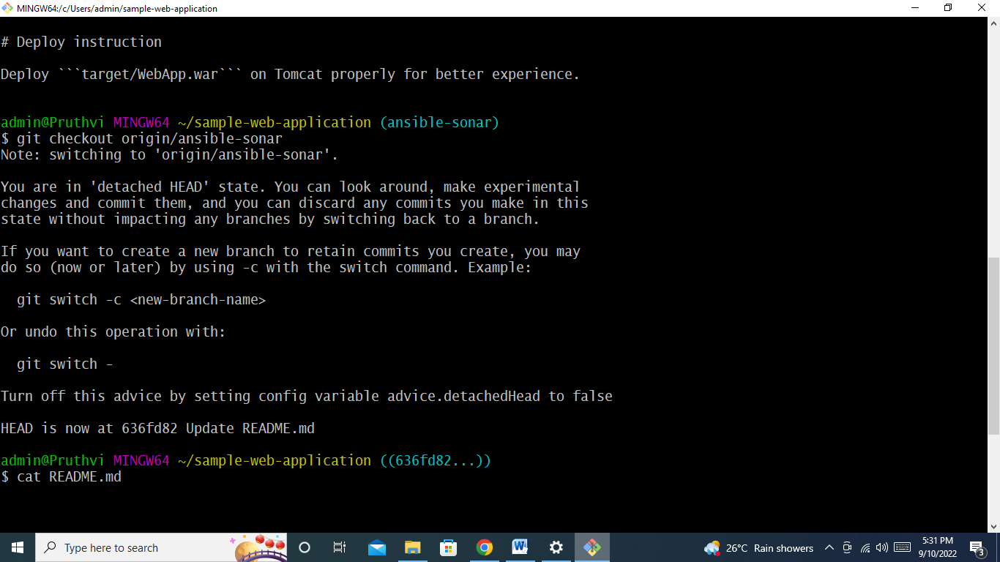 MINGW64:/c/Users/admin/sample-web-application
# Deploy instruction
Deploy ```target/WebApp.war``` on Tomcat properly for better experience.
admin@Pruthvi MINGW64 ~/sample-web-application (ansible-sonar)
$ git checkout origin/ansible-sonar
Note: switching to 'origin/ansible-sonar'.
You are in 'detached HEAD' state. You can look around, make experimental
changes and commit them, and you can discard any commits you make in this
state without impacting any branches by switching back to a branch.
If you want to create a new branch to retain commits you create, you may
do so (now or later) by using -c with the switch command. Example:
git switch -c <new-branch-name>
Or undo this operation with:
git switch -
Turn off this advice by setting config variable advice.detachedHead to false
HEAD is now at 636fd82 Update README.md
admin@Pruthvi MINGW64 ~/sample-web-application ((636fd82...))
$ cat README.md
Type here to search
W
26°C Rain showers
5:31 PM
9/10/2022
3